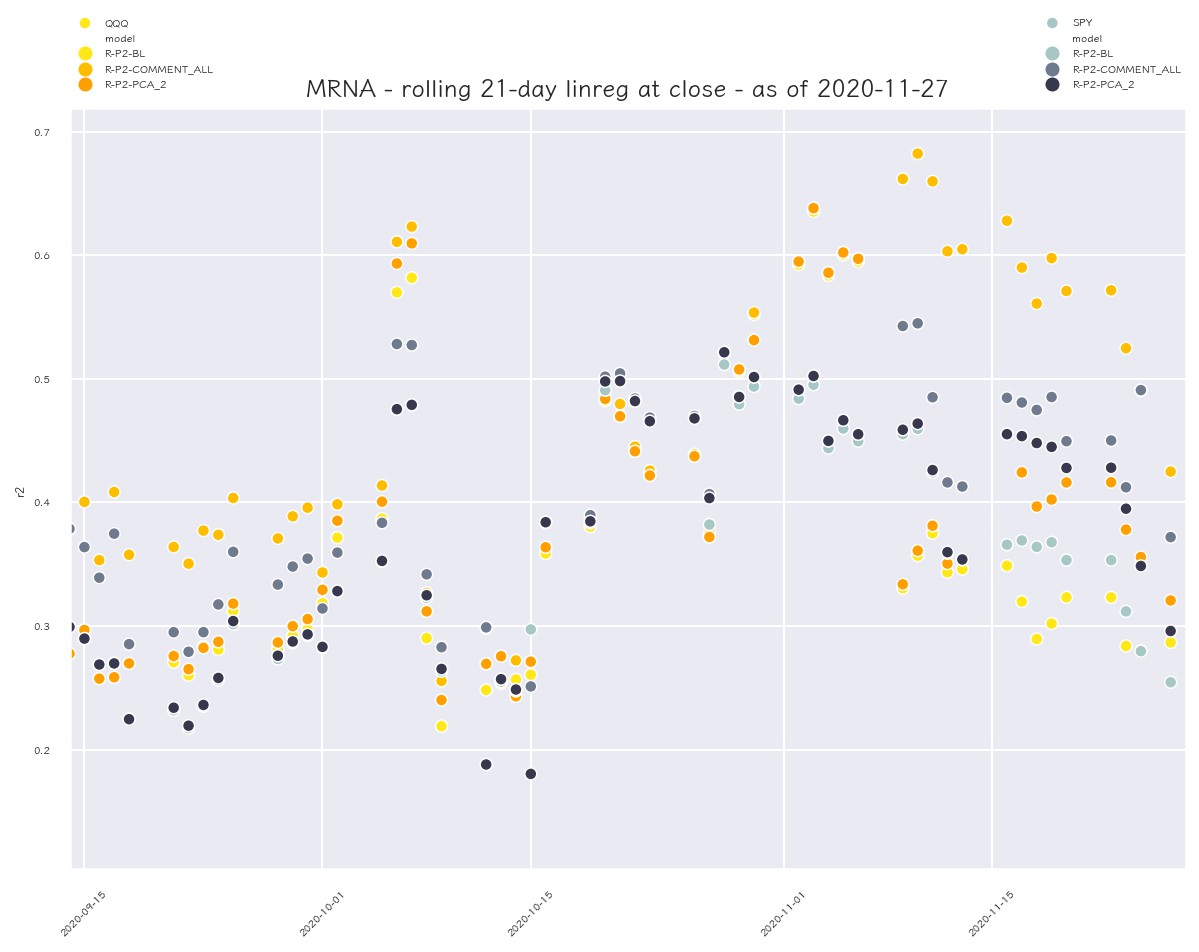 QQQ
model
R-P2-BL
R-P2-COMMENT_ALL
R-P2-PCA_2
SPY
model
R-P2-BL
R-P2-COMMENT_ALL
R-P2-PCA_2
MRNA - rolling 21-day linreg at close - as of 2020-11-27
0.7
0.6
0.5
0.4
0.3
0.2
r2
2020-09-15
2020-10-01
2020-10-15
2020-11-01
2020-11-15